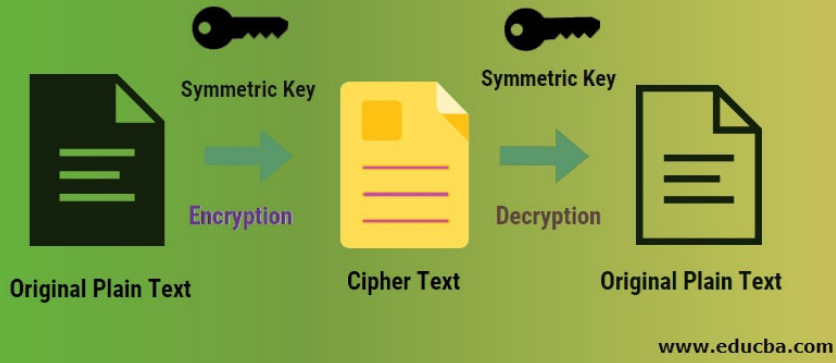 Symmetric Key
Symmetric Key
Encryption
Decryption
Original Plain Text
Cipher Text
Original Plain Text
www.educba.com